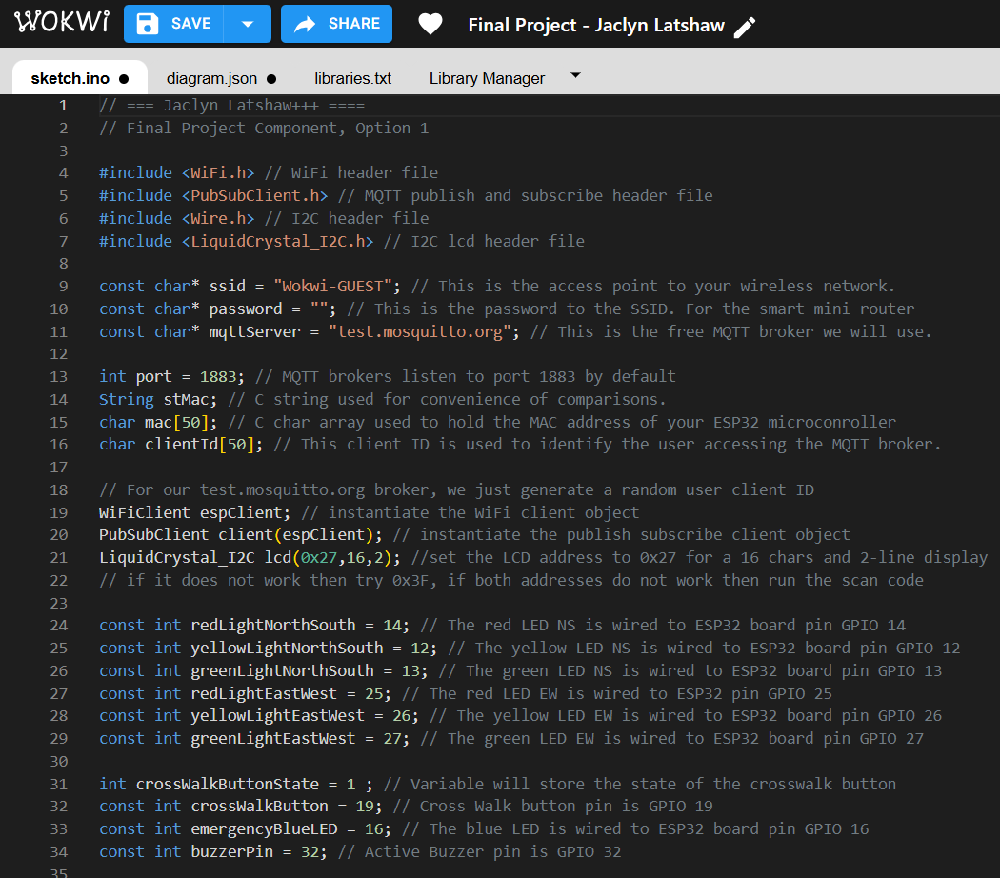 WOKWI SAVE SHARE Final Project - Jaclyn Latshaw
sketch.ino diagram.json libraries.txt Library Manager
1 // === Jaclyn Latshaw+++ ====
2 // Final Project Component, Option 1
3
4 #include <WiFi.h> // WiFi header file
5 #include <PubSubClient.h> // MQTT publish and subscribe header file
6 #include <Wire.h> // I2C header file
7 #include <LiquidCrystal_I2C.h> // I2C lcd header file
8
9 const char* ssid = "Wokwi-GUEST"; // This is the access point to your wireless network.
10 const char* password = ""; // This is the password to the SSID. For the smart mini router
11 const char* mqttServer = "test.mosquitto.org"; // This is the free MQTT broker we will use.
12
13 int port = 1883; // MQTT brokers listen to port 1883 by default
14 String stMac; // C string used for convenience of comparisons.
15 char mac[50]; // C char array used to hold the MAC address of your ESP32 microconroller
16 char clientId[50]; // This client ID is used to identify the user accessing the MQTT broker.
17
18 // For our test.mosquitto.org broker, we just generate a random user client ID
19 WiFiClient espClient; // instantiate the WiFi client object
20 PubSubClient client(espClient); // instantiate the publish subscribe client object
21 LiquidCrystal_I2C lcd(0x27,16,2); //set the LCD address to 0x27 for a 16 chars and 2-line display
22 // if it does not work then try 0x3F, if both addresses do not work then run the scan code
23
24 const int redLightNorthSouth = 14; // The red LED NS is wired to ESP32 board pin GPIO 14
25 const int yellowLightNorthSouth = 12; // The yellow LED NS is wired to ESP32 board pin GPIO 12
26 const int greenLightNorthSouth = 13; // The green LED NS is wired to ESP32 board pin GPIO 13
27 const int redLightEastWest = 25; // The red LED EW is wired to ESP32 pin GPIO 25
28 const int yellowLightEastWest = 26; // The yellow LED EW is wired to ESP32 board pin GPIO 26
29 const int greenLightEastWest = 27; // The green LED EW is wired to ESP32 board pin GPIO 27
30
31 int crossWalkButtonState = 1 ; // Variable will store the state of the crosswalk button
32 const int crossWalkButton = 19; // Cross Walk button pin is GPIO 19
33 const int emergencyBlueLED = 16; // The blue LED is wired to ESP32 board pin GPIO 16
34 const int buzzerPin = 32; // Active Buzzer pin is GPIO 32
35